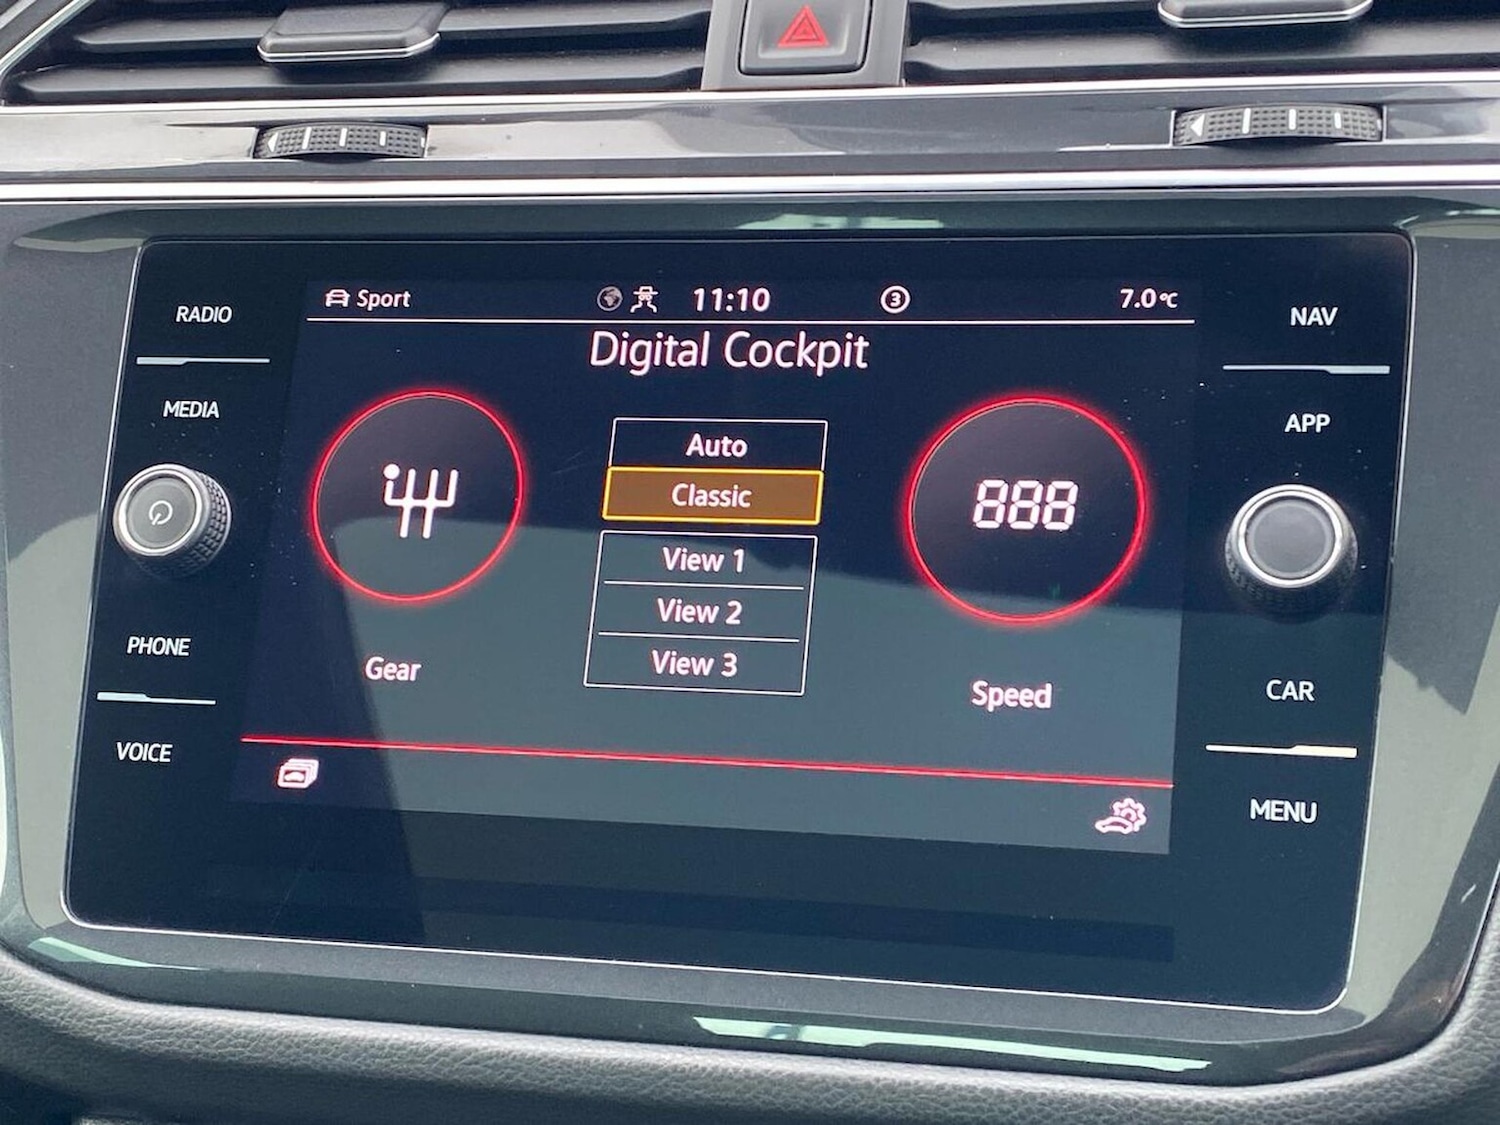 RADIO
MEDIA
PHONE
VOICE
Sport 11:10 3 7.0°C
Digital Cockpit
Auto
Classic
View 1
View 2
View 3
888
Gear
Speed
NAV
APP
CAR
MENU